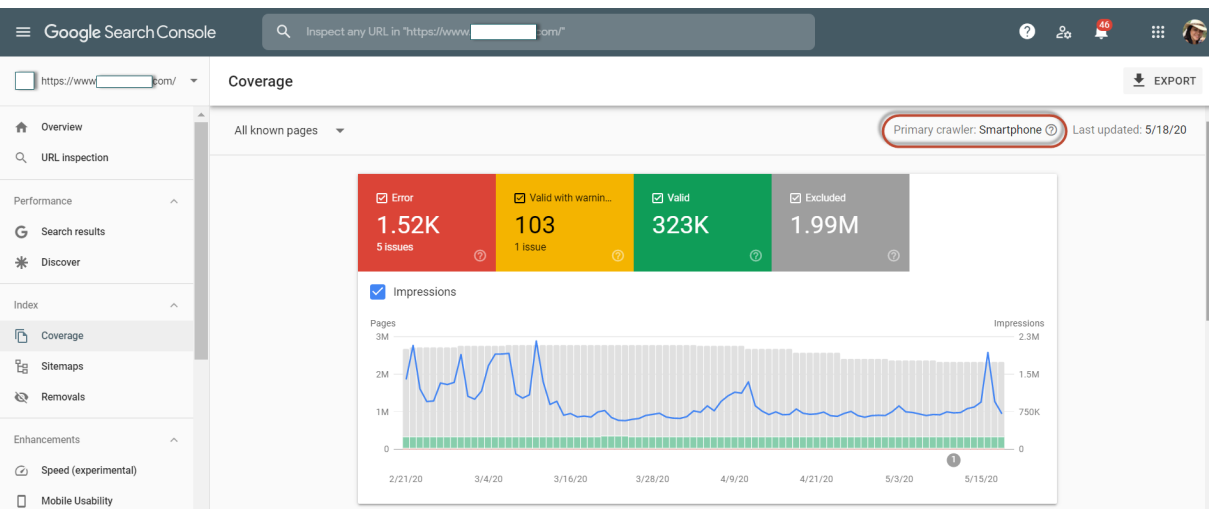 Google Search Console
Inspect any URL in "https://www. om/"
46
https://www com/
Coverage
EXPORT
Overview
URL inspection
All known pages
Primary crawler: Smartphone
Last updated: 5/18/20
Performance
Search results
Discover
Index
Coverage
Sitemaps
Removals
Enhancements
Speed (experimental)
Mobile Usability
Error
1.52K
5 issues
Valid with warnin...
103
1 issue
Valid
323K
Excluded
1.99M
Impressions
Pages
Impressions
3M
2.3M
2M
1.5M
1M
750K
0
0
1
2/21/20 3/4/20 3/16/20 3/28/20 4/9/20 4/21/20 5/3/20 5/15/20